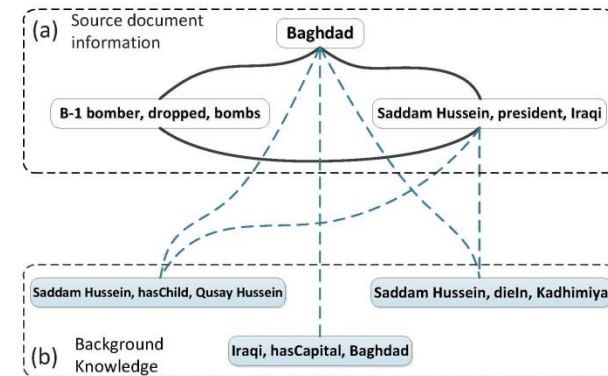 (a) Source document
information
Baghdad
B-1 bomber, dropped, bombs
Saddam Hussein, president, Iraqi
Saddam Hussein, hasChild, Qusay Hussein
Saddam Hussein, dieIn, Kadhimiya
Iraqi, hasCapital, Baghdad
(b) Background
Knowledge